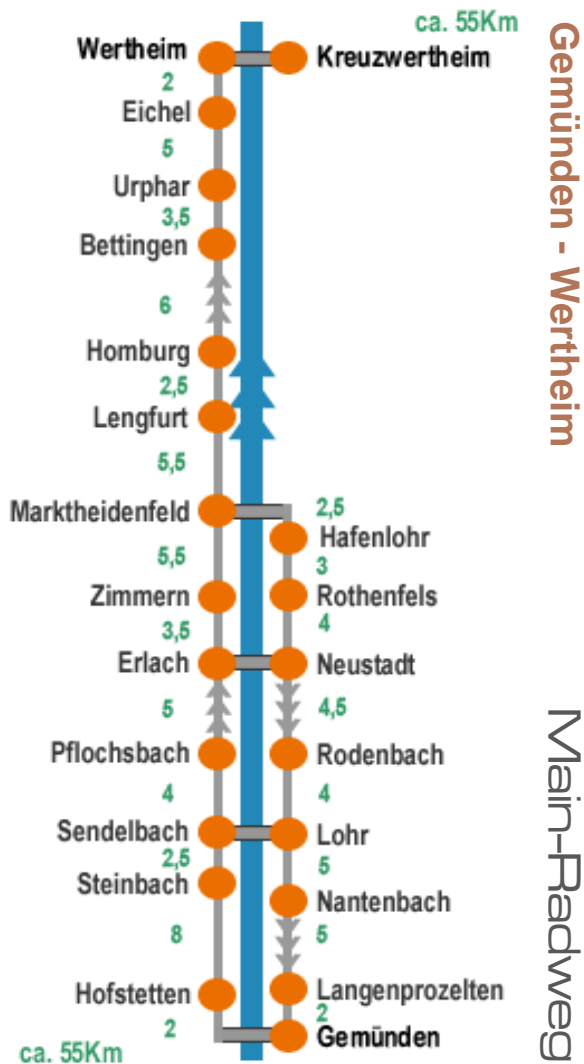 ca. 55Km
Wertheim
Kreuzwertheim
2
Eichel
5
Urphar
3,5
Bettingen
6
Homburg
2,5
Lengfurt
5,5
Marktheidenfeld
2,5
Hafenlohr
5,5
3
Zimmern
Rothenfels
3,5
4
Erlach
Neustadt
5
4,5
Pflochsbach
Rodenbach
4
4
Sendelbach
Lohr
2,5
5
Steinbach
Nantenbach
8
5
Hofstetten
Langenprozelten
2
2
Gemünden
ca. 55Km
Gemünden - Wertheim
Main-Radweg